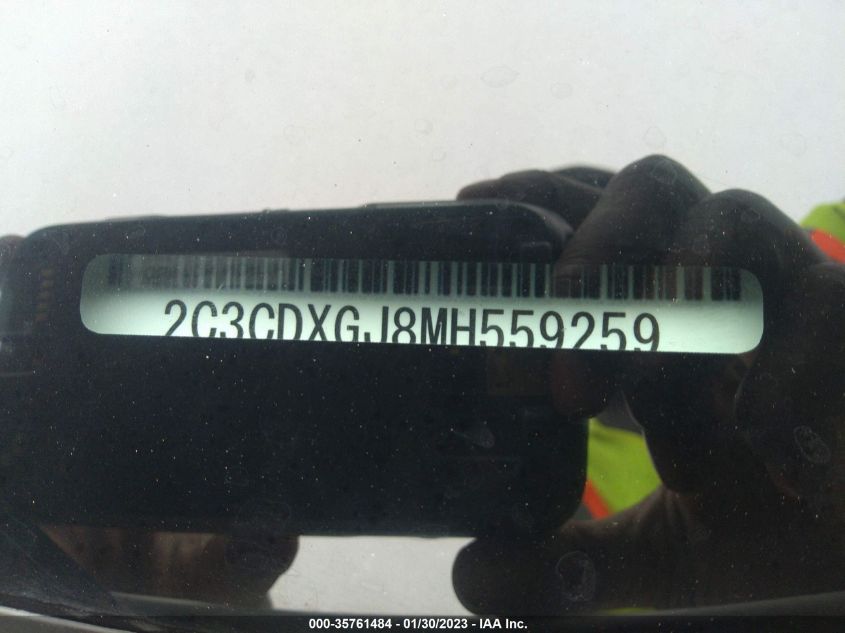 2C3CDXGJ8MH559259
000-35761484 - 01/30/2023 - IAA Inc.